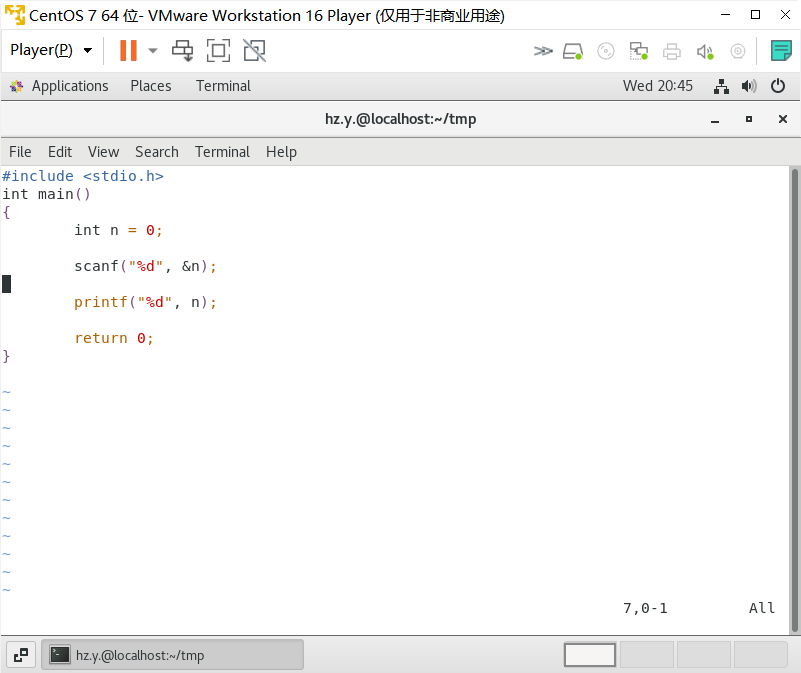 CentOS 7 64 位- VMware Workstation 16 Player (仅用于非商业用途)
Player(P)
Applications Places Terminal Wed 20:45
hz.y.@localhost:~/tmp
File Edit View Search Terminal Help
#include <stdio.h>
int main()
{
        int n = 0;
        scanf("%d", &n);
        printf("%d", n);
        return 0;
}
~
~
~
~
~
~
~
~
~
~
~
~
7,0-1 All
hz.y.@localhost:~/tmp